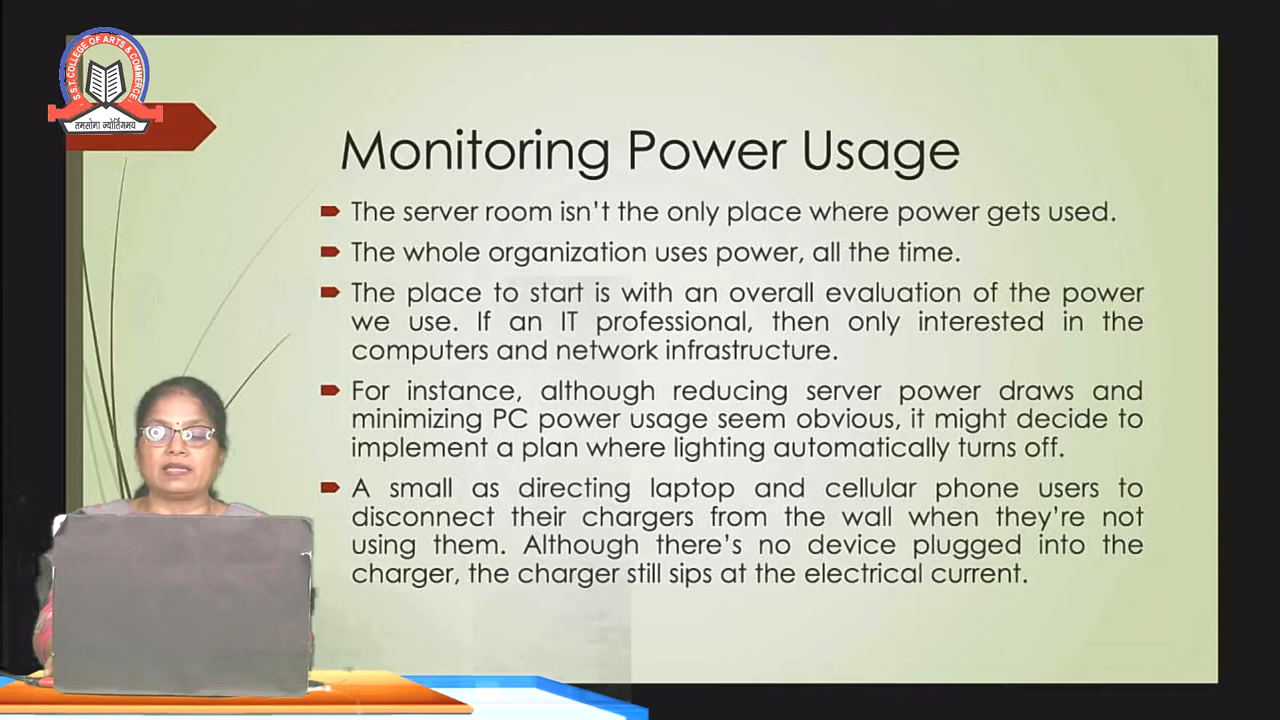 S.S.T COLLEGE OF ARTS & COMMERCE
तमसोमा ज्योर्तिगमय
Monitoring Power Usage
The server room isn't the only place where power gets used.
The whole organization uses power, all the time.
The place to start is with an overall evaluation of the power
we use. If an IT professional, then only interested in the
computers and network infrastructure.
For instance, although reducing server power draws and
minimizing PC power usage seem obvious, it might decide to
implement a plan where lighting automatically turns off.
A small as directing laptop and cellular phone users to
disconnect their chargers from the wall when they're not
using them. Although there's no device plugged into the
charger, the charger still sips at the electrical current.